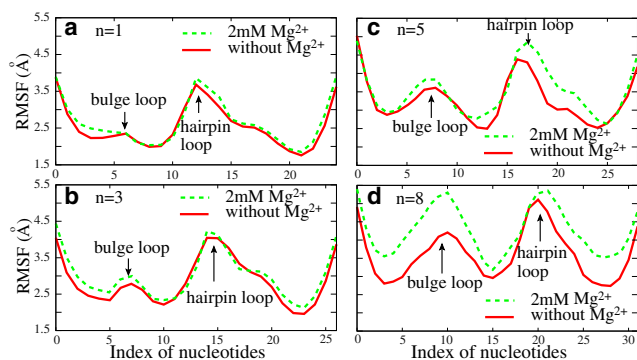 a n=1
2mM Mg²⁺
without Mg²⁺
bulge loop
hairpin
loop
RMSF (Å)
5.5
4.5
3.5
2.5
1.5
0 5 10 15 20
c n=5
hairpin loop
bulge loop
2mM Mg²⁺
without Mg²⁺
0 5 10 15 20 25
b n=3
2mM Mg²⁺
without Mg²⁺
bulge loop
hairpin loop
RMSF (Å)
5.5
4.5
3.5
2.5
1.5
0 5 10 15 20 25
Index of nucleotides
d n=8
bulge loop
hairpin
loop
2mM Mg²⁺
without Mg²⁺
0 5 10 15 20 25 30
Index of nucleotides